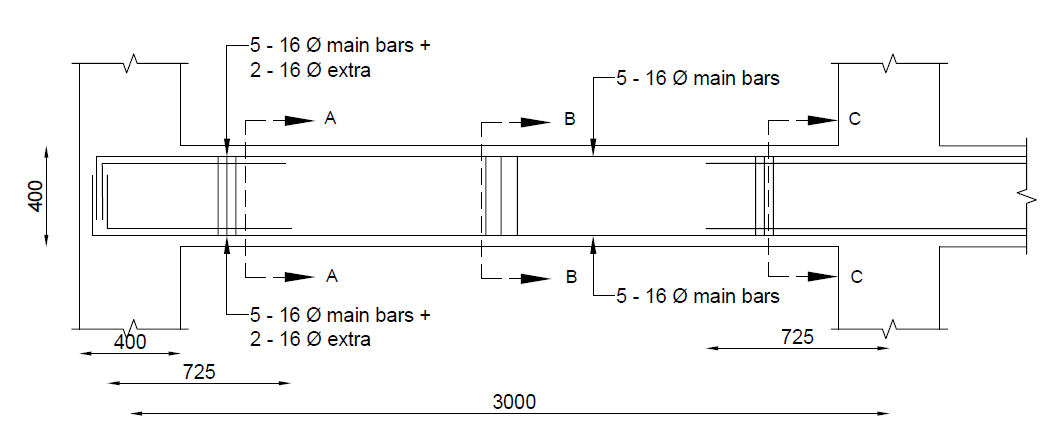 5 - 16 Ø main bars +
2 - 16 Ø extra
5 - 16 Ø main bars
A
B
C
400
A
B
C
5 - 16 Ø main bars +
2 - 16 Ø extra
5 - 16 Ø main bars
400
725
725
3000